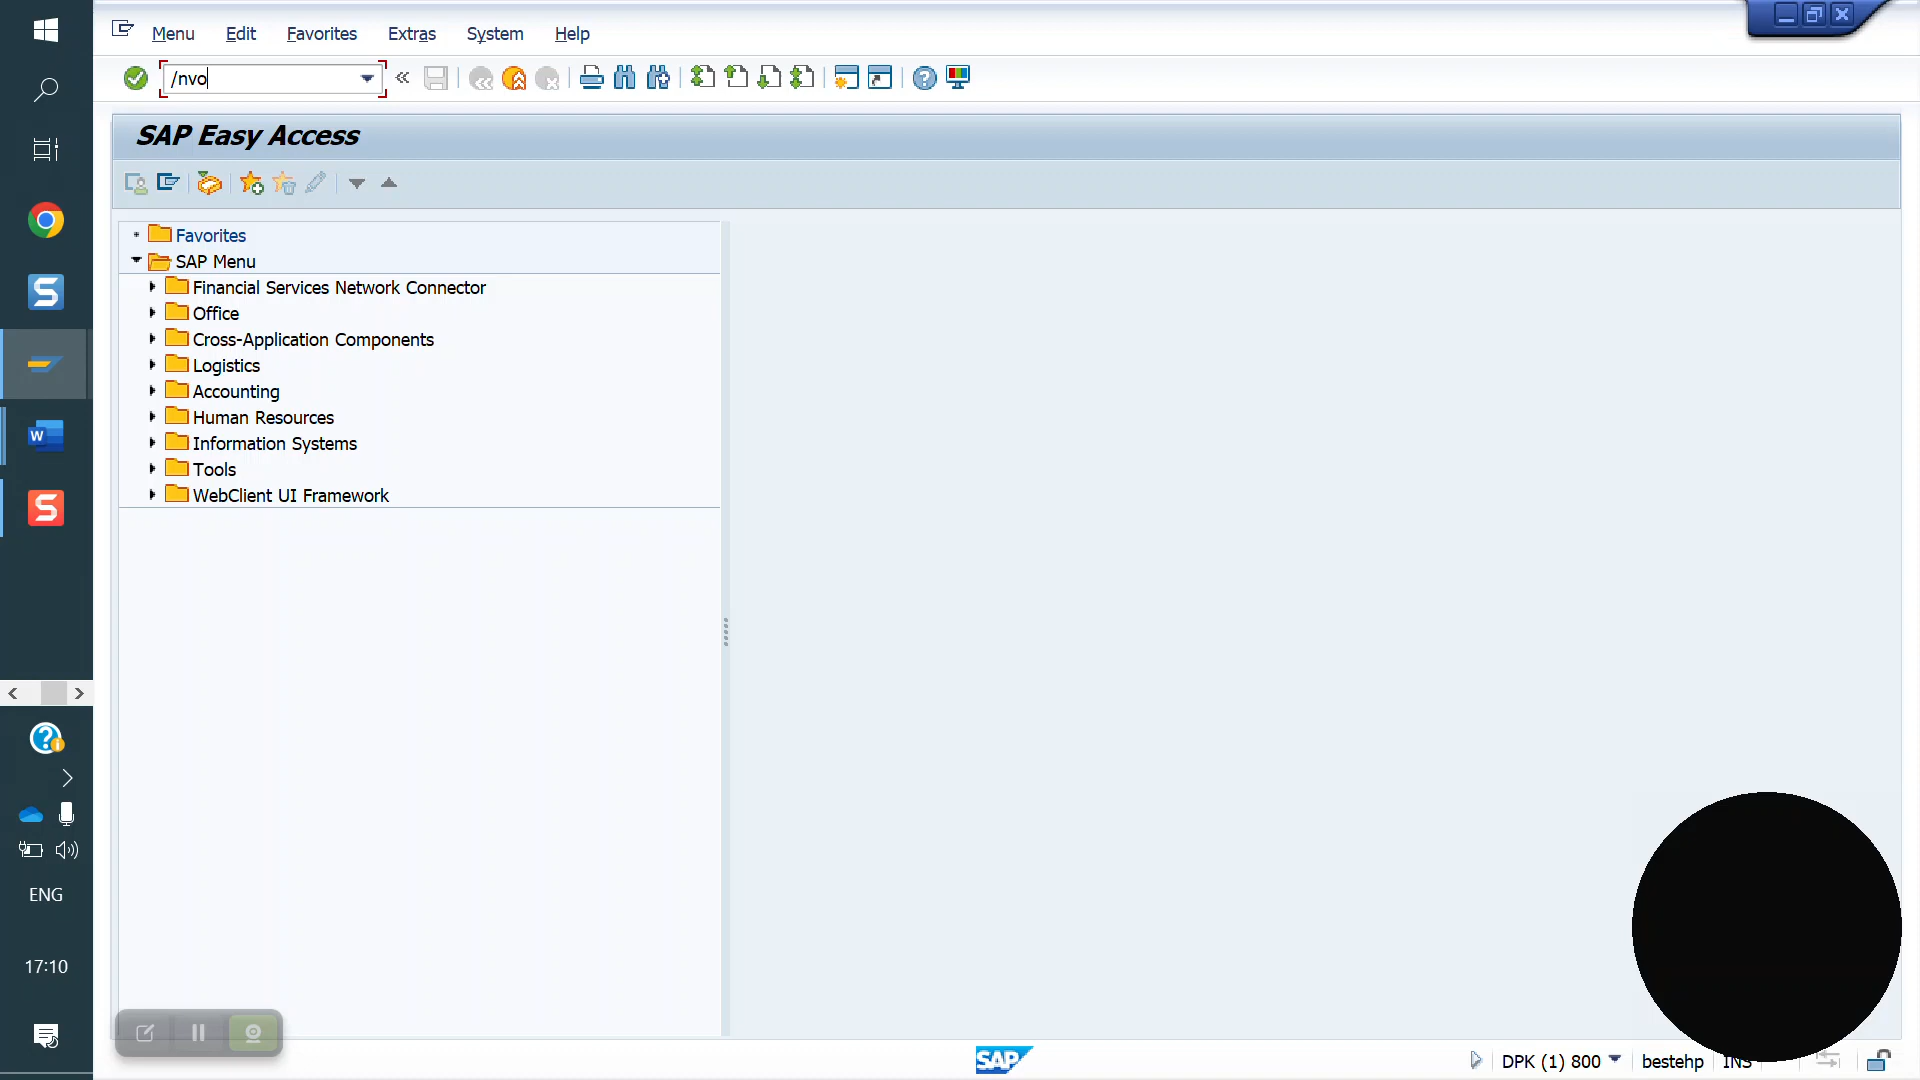 Menu Edit Favorites Extras System Help
/nvo
SAP Easy Access
Favorites
SAP Menu
Financial Services Network Connector
Office
Cross-Application Components
Logistics
Accounting
Human Resources
Information Systems
Tools
WebClient UI Framework
ENG
17:10
SAP
DPK (1) 800 bestehp INS